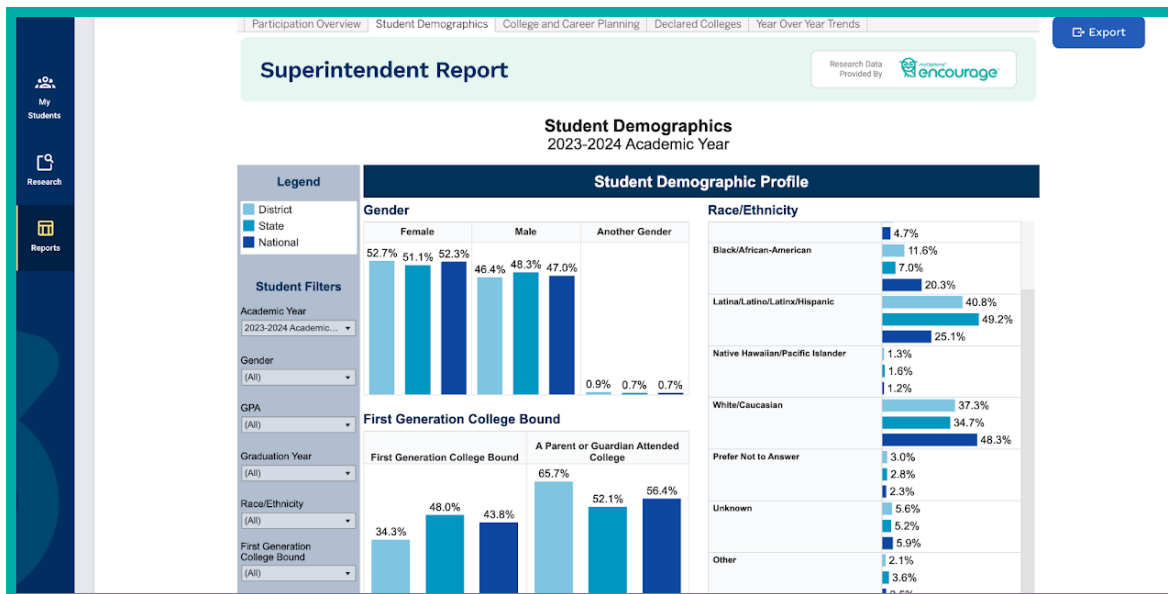 Participation Overview Student Demographics College and Career Planning Declared Colleges Year Over Year Trends
Export
Superintendent Report
Research Data
Provided By
myOptions
encourage
My
Students
Research
Reports
Student Demographics
2023-2024 Academic Year
Legend
District
State
National
Student Filters
Academic Year
2023-2024 Academic...
Gender
(All)
GPA
(All)
Graduation Year
(All)
Race/Ethnicity
(All)
First Generation
College Bound
(All)
Student Demographic Profile
Gender
Female Male Another Gender
52.7% 51.1% 52.3% 46.4% 48.3% 47.0% 0.9% 0.7% 0.7%
First Generation College Bound
First Generation College Bound
A Parent or Guardian Attended
College
34.3% 48.0% 43.8% 65.7% 52.1% 56.4%
Race/Ethnicity
4.7%
Black/African-American
11.6%
7.0%
20.3%
Latina/Latino/Latinx/Hispanic
40.8%
49.2%
25.1%
Native Hawaiian/Pacific Islander
1.3%
1.6%
1.2%
White/Caucasian
37.3%
34.7%
48.3%
Prefer Not to Answer
3.0%
2.8%
2.3%
Unknown
5.6%
5.2%
5.9%
Other
2.1%
3.6%